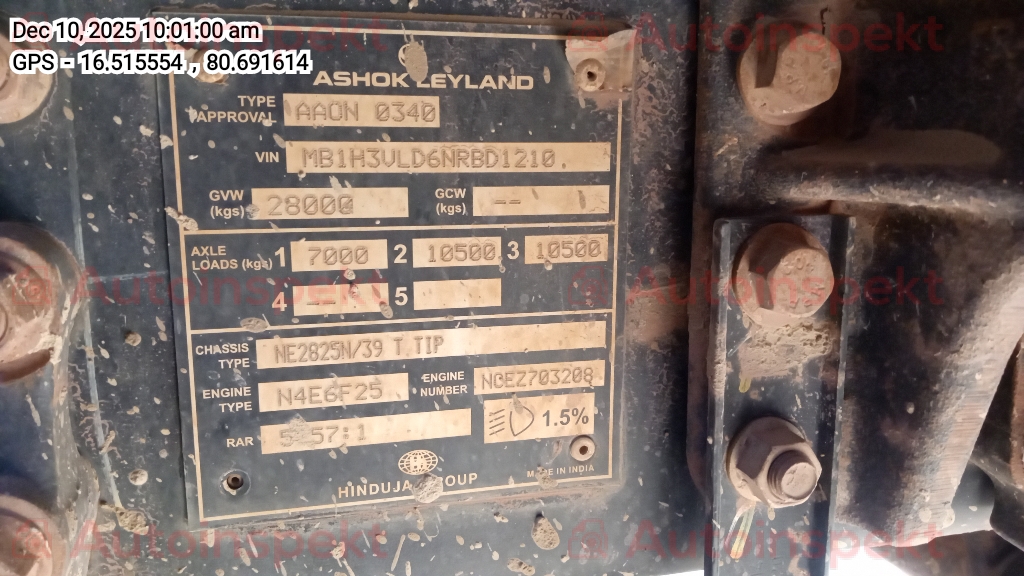 Dec 10, 2025 10:01:00 am
GPS - 16.515554 , 80.691614
Autoinspekt Autoinspekt
ASHOK LEYLAND
TYPE APPROVAL AAON 0340
VIN MB1H3VLD6NRBD1210.
GVW (kgs) 28000 GCW (kgs) --
AXLE LOADS (kgs) 1 7000 2 10500 3 10500
4 -- 5
Autoinspekt Autoinspekt
CHASSIS TYPE NE2825N/39 T TIP
ENGINE TYPE N4E6F25 ENGINE NUMBER NCEZ703208
RAR 5.57:1 1.5%
HINDUJA GROUP MADE IN INDIA
Autoinspekt Autoinspekt